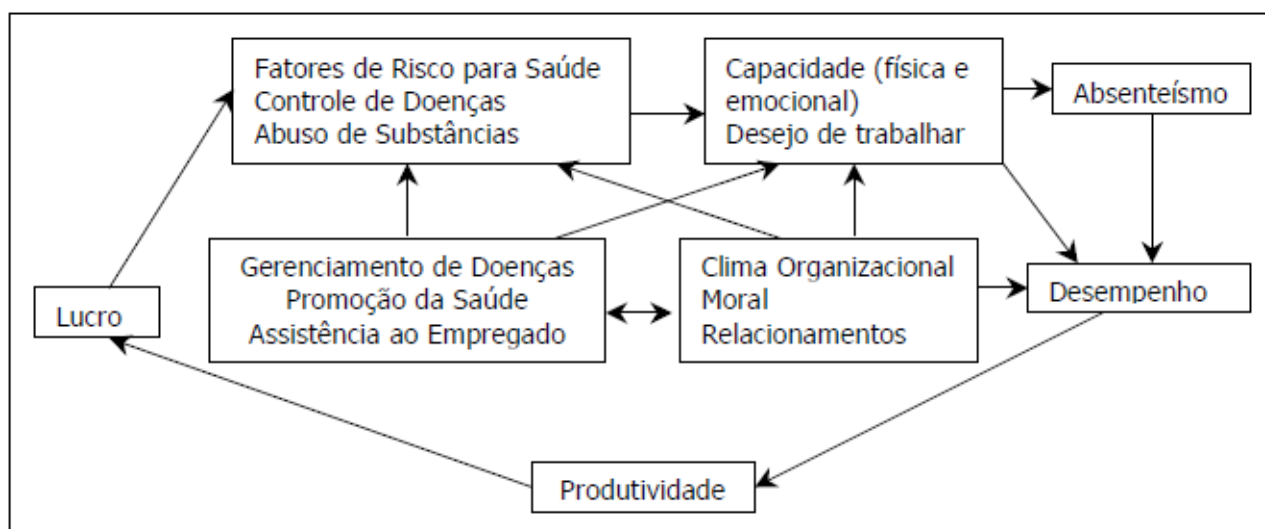 Fatores de Risco para Saúde
Controle de Doenças
Abuso de Substâncias
Capacidade (física e
emocional)
Desejo de trabalhar
Absenteísmo
Gerenciamento de Doenças
Promoção da Saúde
Assistência ao Empregado
Clima Organizacional
Moral
Relacionamentos
Desempenho
Lucro
Produtividade